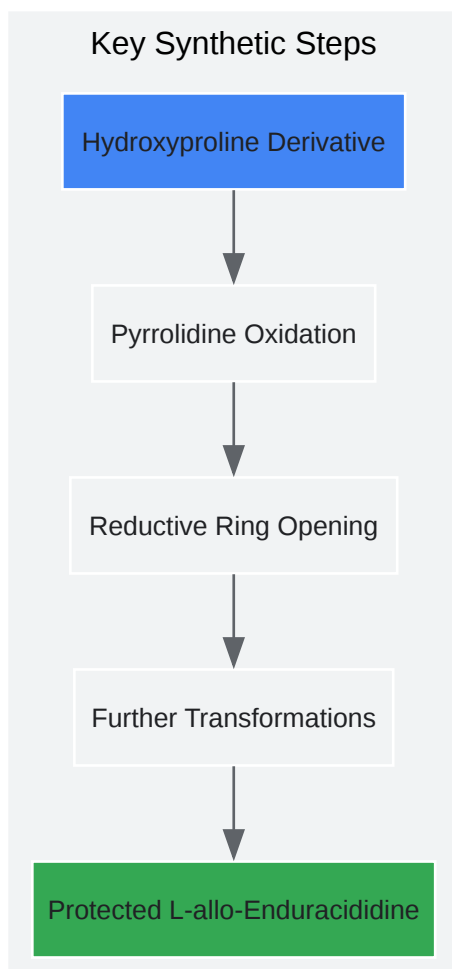 Key Synthetic Steps
Hydroxyproline Derivative
Pyrrolidine Oxidation
Reductive Ring Opening
Further Transformations
Protected L-allo-Enduracididine